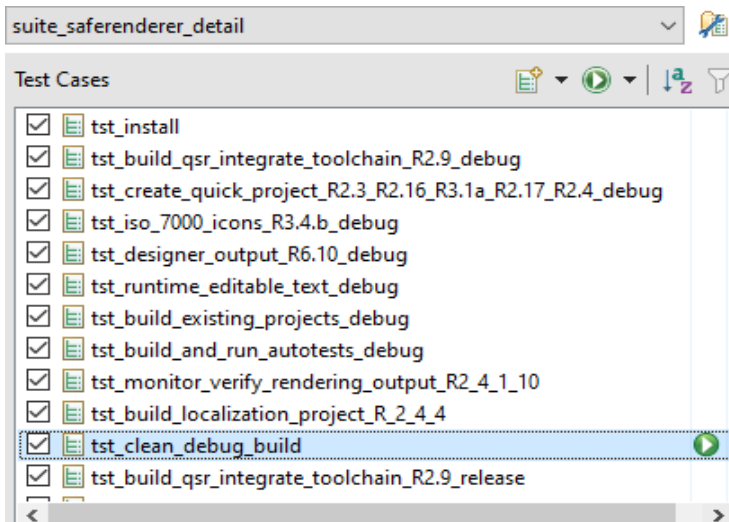 suite_saferenderer_detail
Test Cases
tst_install
tst_build_qsr_integrate_toolchain_R2.9_debug
tst_create_quick_project_R2.3_R2.16_R3.1a_R2.17_R2.4_debug
tst_iso_7000_icons_R3.4.b_debug
tst_designer_output_R6.10_debug
tst_runtime_editable_text_debug
tst_build_existing_projects_debug
tst_build_and_run_autotests_debug
tst_monitor_verify_rendering_output_R2_4_1_10
tst_build_localization_project_R_2_4_4
tst_clean_debug_build
tst_build_qsr_integrate_toolchain_R2.9_release